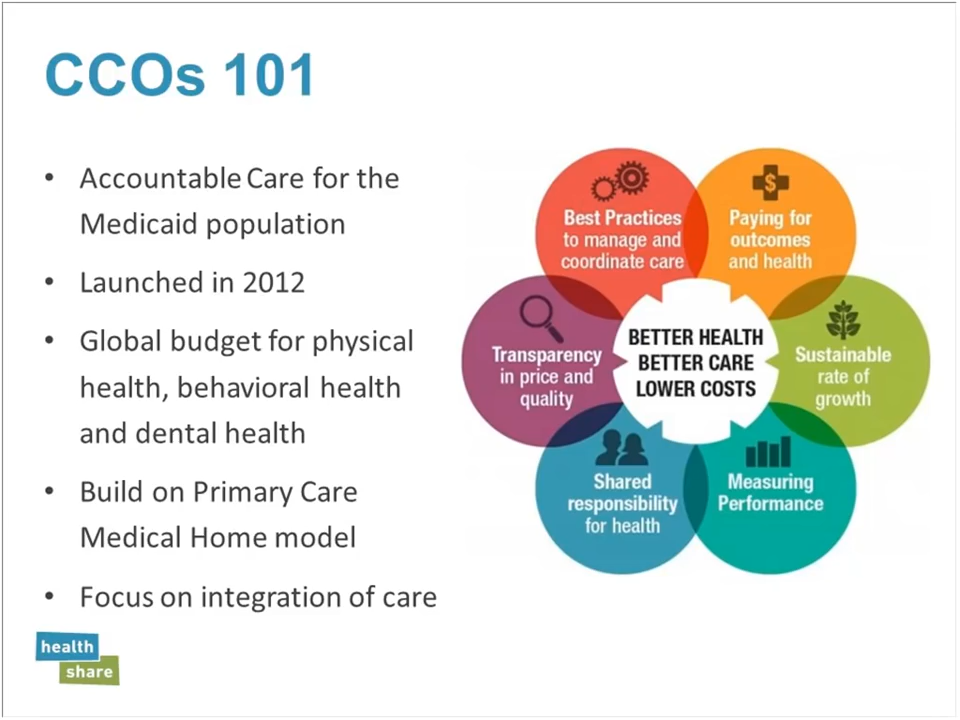 CCOs 101
• Accountable Care for the
Medicaid population
• Launched in 2012
• Global budget for physical
health, behavioral health
and dental health
• Build on Primary Care
Medical Home model
• Focus on integration of care
Best Practices
to manage and
coordinate care
$
Paying for
outcomes
and health
Transparency
in price and
quality
BETTER HEALTH
BETTER CARE
LOWER COSTS
Sustainable
rate of
growth
Shared
responsibility
for health
Measuring
Performance
health
share